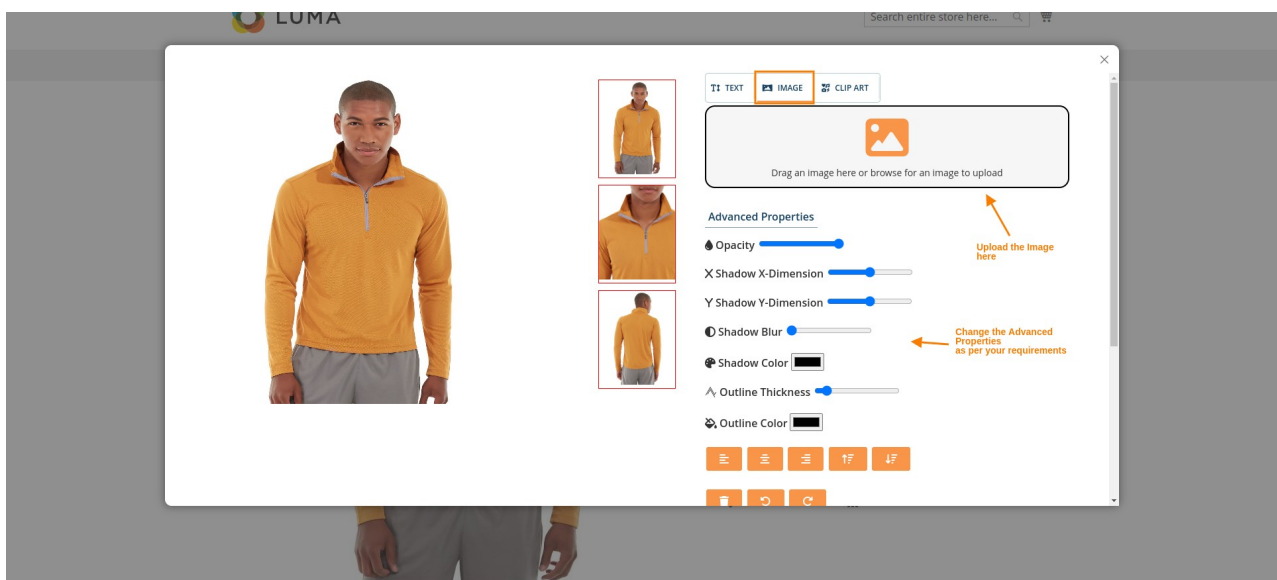 LUMA
Search entire store here...
TEXT
IMAGE
CLIP ART
Drag an image here or browse for an image to upload
Advanced Properties
Opacity
Upload the Image
here
Shadow X-Dimension
Shadow Y-Dimension
Shadow Blur
Change the Advanced
Properties
as per your requirements
Shadow Color
Outline Thickness
Outline Color